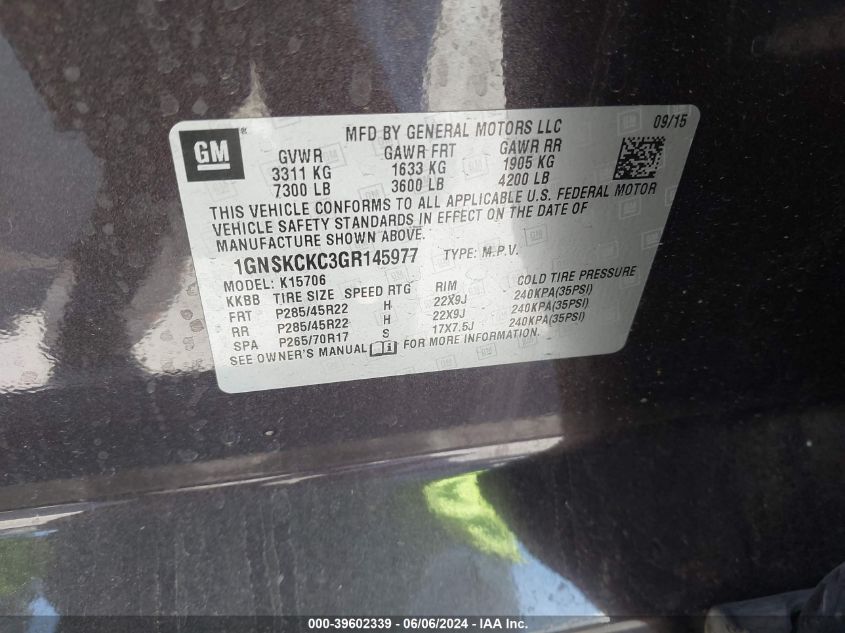 GM ®
MFD BY GENERAL MOTORS LLC 09/15
GVWR GAWR FRT GAWR RR
3311 KG 1633 KG 1905 KG
7300 LB 3600 LB 4200 LB
THIS VEHICLE CONFORMS TO ALL APPLICABLE U.S. FEDERAL MOTOR
VEHICLE SAFETY STANDARDS IN EFFECT ON THE DATE OF
MANUFACTURE SHOWN ABOVE.
1GNSKCKC3GR145977 TYPE: M.P.V.
MODEL: K15706
KKBB TIRE SIZE SPEED RTG RIM COLD TIRE PRESSURE
FRT P285/45R22 H 22X9J 240KPA(35PSI)
RR P285/45R22 H 22X9J 240KPA(35PSI)
SPA P265/70R17 S 17X7.5J 240KPA(35PSI)
SEE OWNER'S MANUAL FOR MORE INFORMATION.
000-39602339 - 06/06/2024 - IAA Inc.